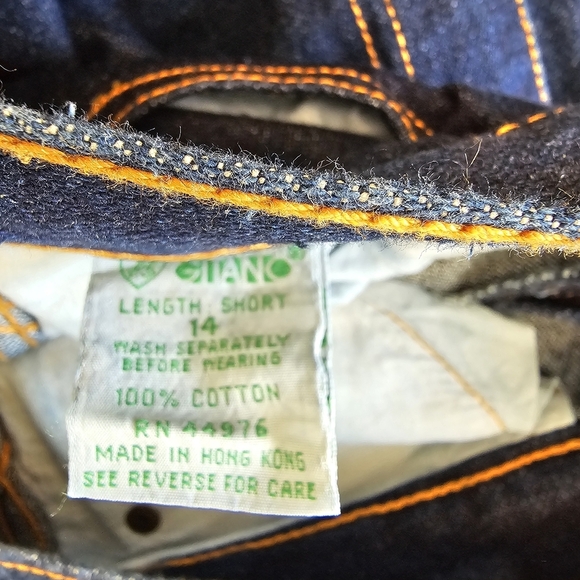 GITANO
LENGTH SHORT
14
WASH SEPARATELY
BEFORE WEARING
100% COTTON
RN 44976
MADE IN HONG KONG
SEE REVERSE FOR CARE